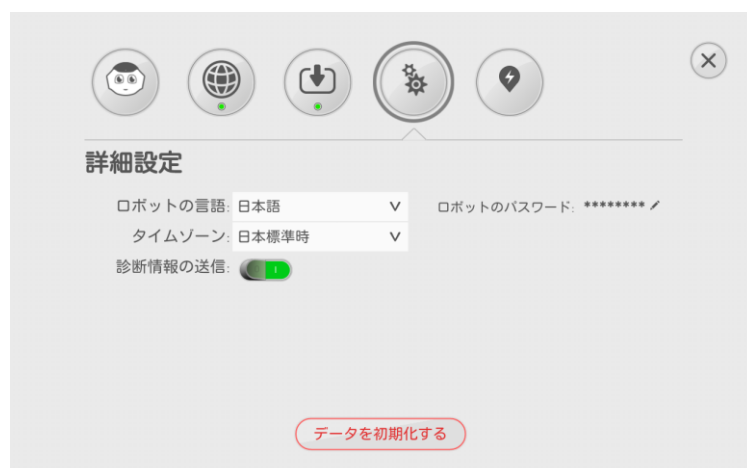 詳細設定
ロボットの言語: 日本語 ロボットのパスワード: ********
タイムゾーン: 日本標準時
診断情報の送信:
データを初期化する